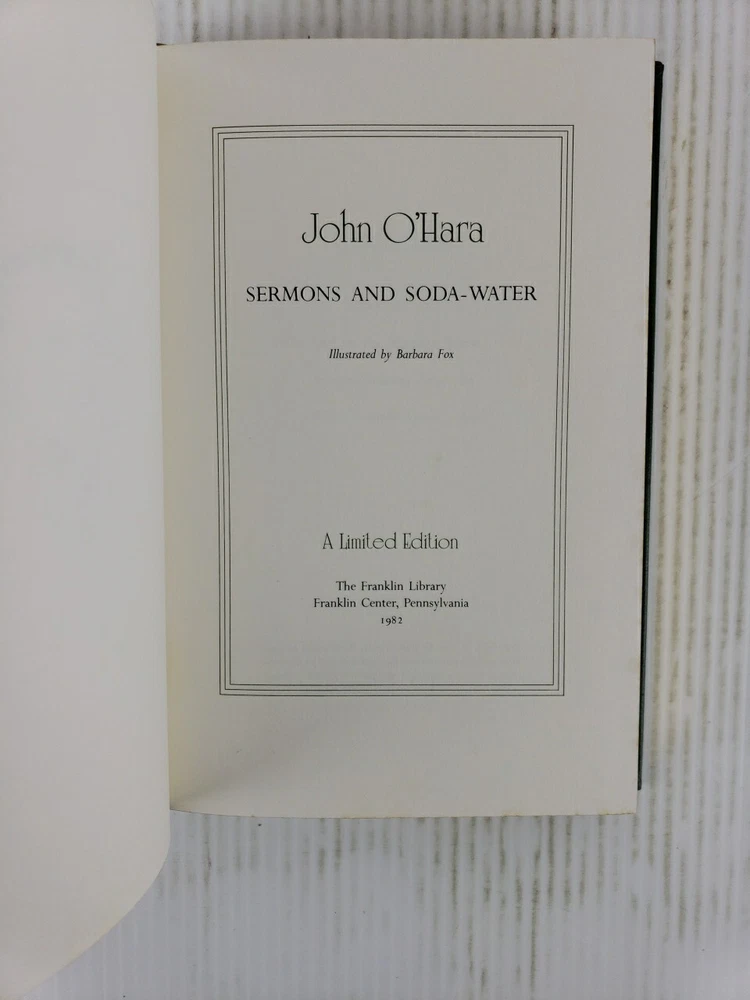 John O'Hara
SERMONS AND SODA-WATER
Illustrated by Barbara Fox
A Limited Edition
The Franklin Library
Franklin Center, Pennsylvania
1982